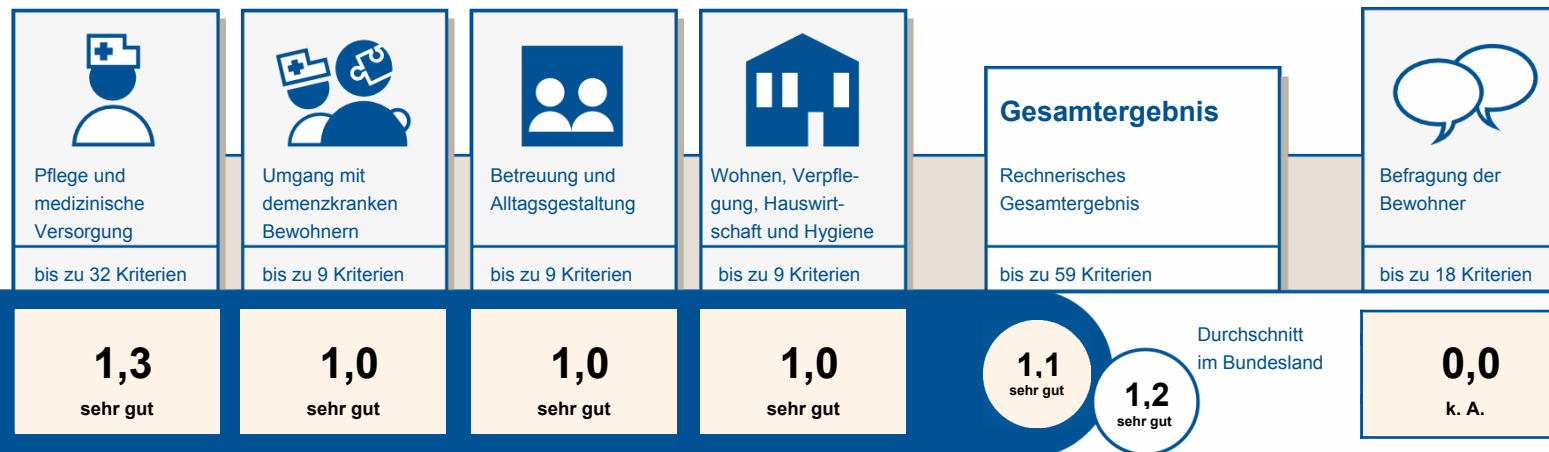 Pflege und
medizinische
Versorgung
bis zu 32 Kriterien
1,3
sehr gut
Umgang mit
demenzkranken
Bewohnern
bis zu 9 Kriterien
1,0
sehr gut
Betreuung und
Alltagsgestaltung
bis zu 9 Kriterien
1,0
sehr gut
Wohnen, Verpfle-
gung, Hauswirt-
schaft und Hygiene
bis zu 9 Kriterien
1,0
sehr gut
Gesamtergebnis
Rechnerisches
Gesamtergebnis
bis zu 59 Kriterien
1,1
sehr gut
1,2
sehr gut
Durchschnitt
im Bundesland
Befragung der
Bewohner
bis zu 18 Kriterien
0,0
k. A.